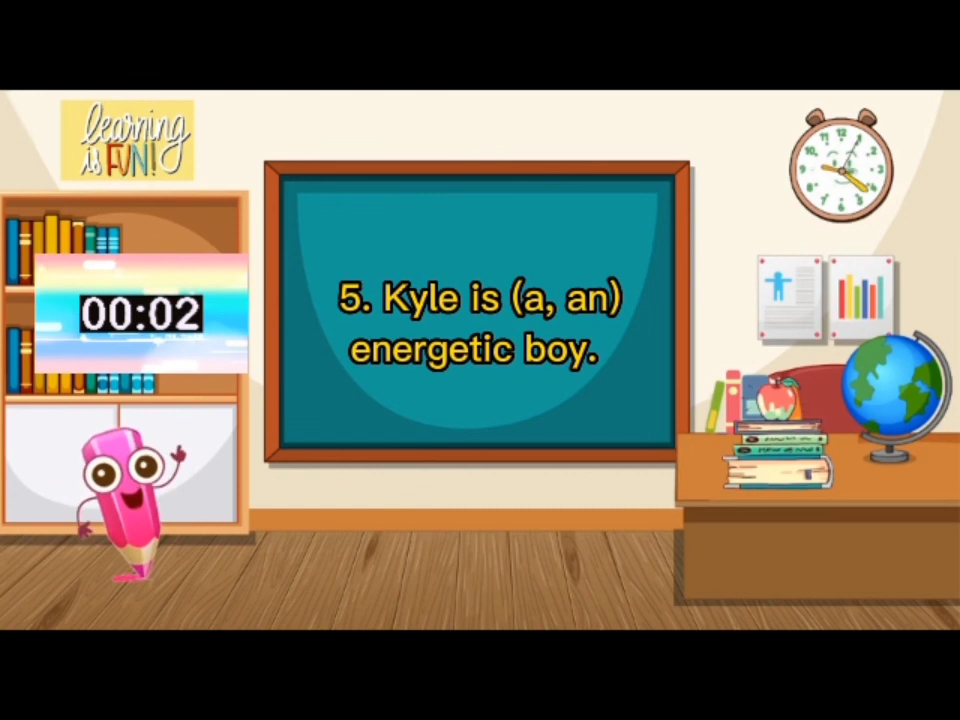 learning
is FUN!
00:02
5. Kyle is (a, an)
energetic boy.